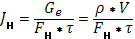 Jн = Gв / Fн * τ = ρ * V / Fн * τ